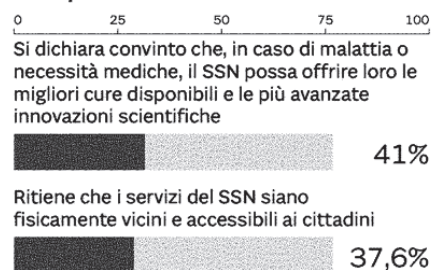 0 25 50 75 100
Si dichiara convinto che, in caso di malattia o
necessità mediche, il SSN possa offrire loro le
migliori cure disponibili e le più avanzate
innovazioni scientifiche
41%
Ritiene che i servizi del SSN siano
fisicamente vicini e accessibili ai cittadini
37,6%